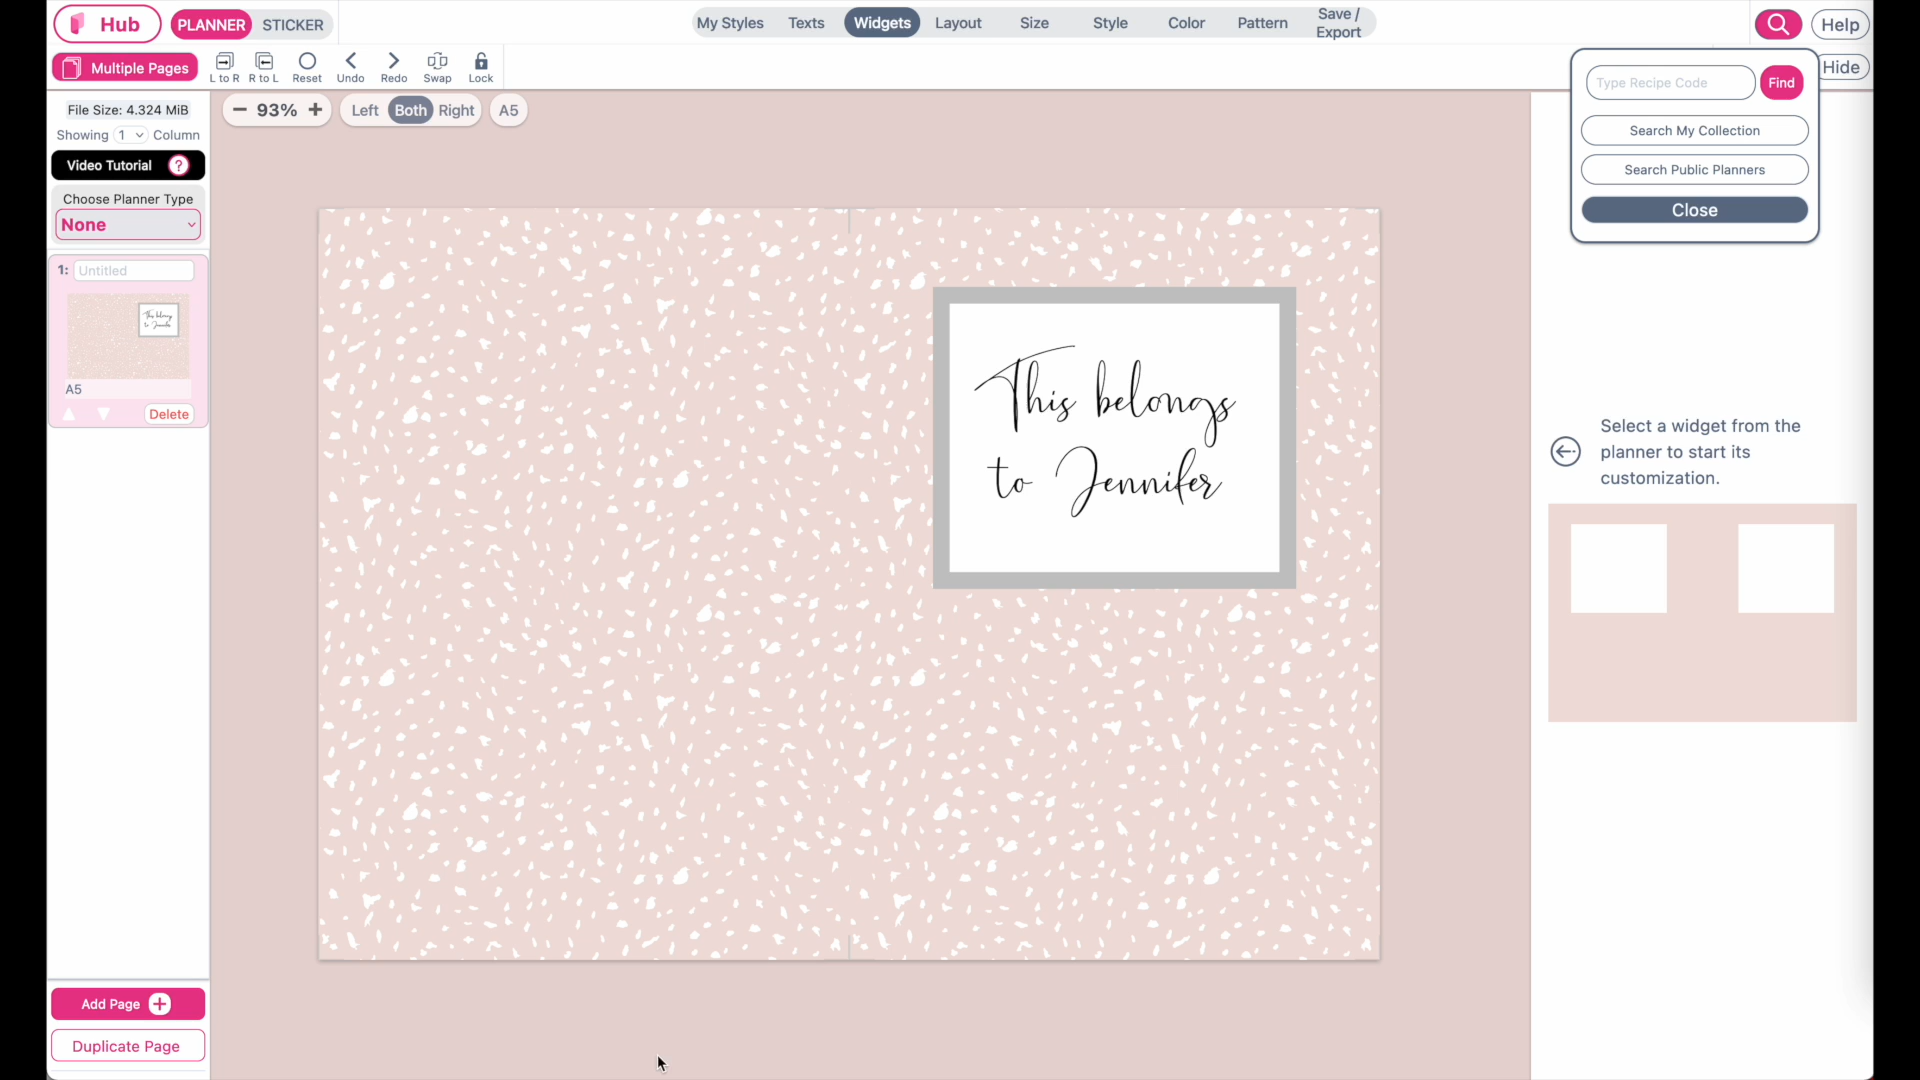 Hub
PLANNER
STICKER
My Styles
Texts
Widgets
Layout
Size
Style
Color
Pattern
Save /
Export
Help
Multiple Pages
L to R
R to L
Reset
Undo
Redo
Swap
Lock
Hide
Type Recipe Code
Find
Search My Collection
Search Public Planners
Close
File Size: 4.324 MiB
Showing 1 Column
Video Tutorial ?
Choose Planner Type
None
93%
Left
Both
Right
A5
1: Untitled
This belongs
to Jennifer
A5
Delete
This belongs
to Jennifer
Select a widget from the
planner to start its
customization.
Add Page
Duplicate Page